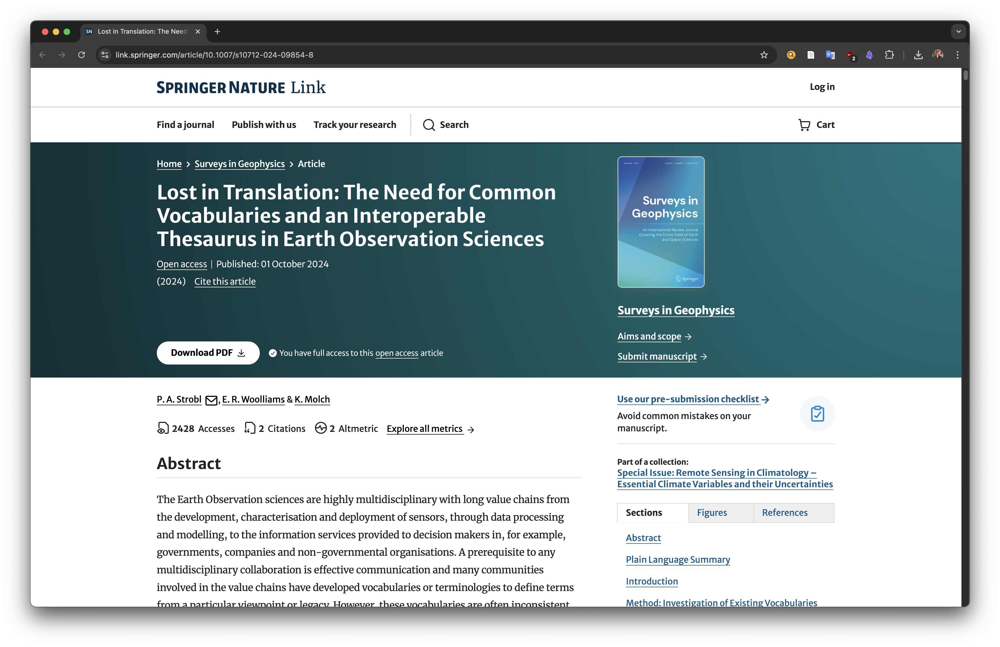 SN Lost in Translation: The Need
link.springer.com/article/10.1007/s10712-024-09854-8
2
SPRINGER NATURE Link
Log in
Find a journal
Publish with us
Track your research
Search
Cart
Home > Surveys in Geophysics > Article
Lost in Translation: The Need for Common
Vocabularies and an Interoperable
Thesaurus in Earth Observation Sciences
Open access | Published: 01 October 2024
(2024) Cite this article
Download PDF
You have full access to this open access article
ISSN 0169-3298
VOLUME 1 / NUMBER 1 / JANUARY 2025
Surveys in
Geophysics
An International Review Journal
Covering the Entire Field of Earth
and Space Sciences
Springer
Surveys in Geophysics
Aims and scope →
Submit manuscript →
P. A. Strobl, E. R. Woolliams & K. Molch
2428 Accesses 2 Citations 2 Altmetric Explore all metrics →
Abstract
The Earth Observation sciences are highly multidisciplinary with long value chains from
the development, characterisation and deployment of sensors, through data processing
and modelling, to the information services provided to decision makers in, for example,
governments, companies and non-governmental organisations. A prerequisite to any
multidisciplinary collaboration is effective communication and many communities
involved in the value chains have developed vocabularies or terminologies to define terms
from a particular viewpoint or legacy. However, these vocabularies are often inconsistent
Use our pre-submission checklist →
Avoid common mistakes on your
manuscript.
Part of a collection:
Special Issue: Remote Sensing in Climatology –
Essential Climate Variables and their Uncertainties
Sections
Figures
References
Abstract
Plain Language Summary
Introduction
Method: Investigation of Existing Vocabularies